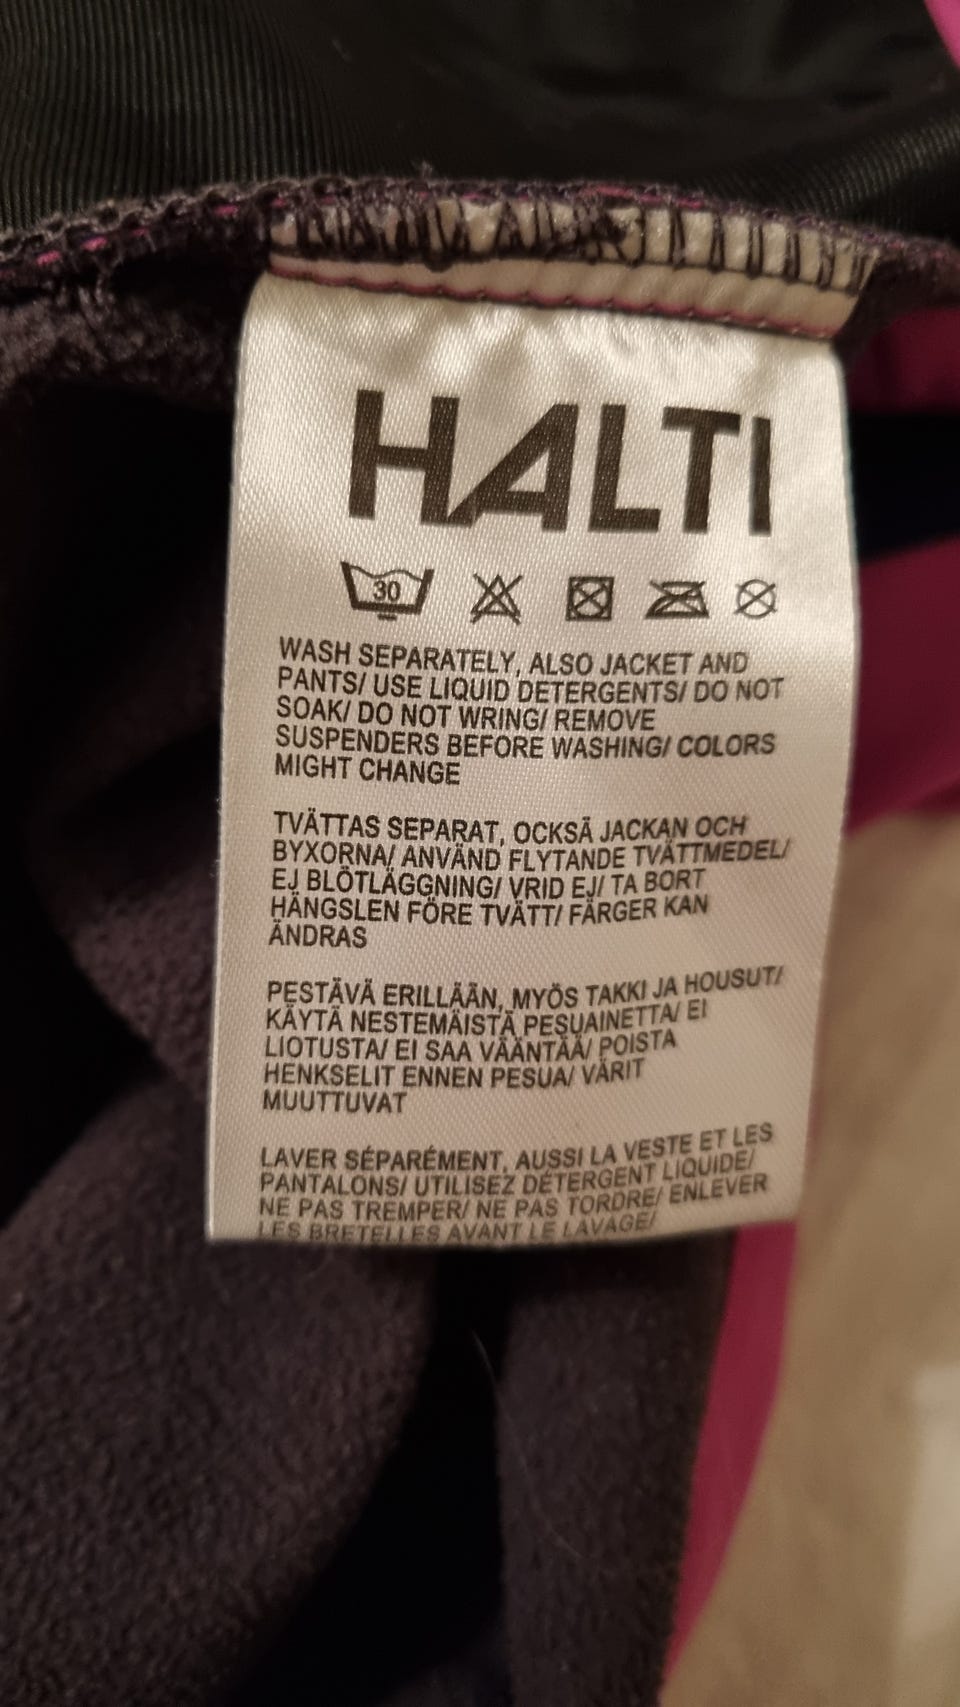 HALTI
30
WASH SEPARATELY, ALSO JACKET AND
PANTS/ USE LIQUID DETERGENTS/ DO NOT
SOAK/ DO NOT WRING/ REMOVE
SUSPENDERS BEFORE WASHING/ COLORS
MIGHT CHANGE
TVÄTTAS SEPARAT, OCKSÅ JACKAN OCH
BYXORNA/ ANVÄND FLYTANDE TVÄTTMEDEL/
EJ BLÖTLÄGGNING/ VRID EJ/ TA BORT
HÄNGSLEN FÖRE TVÄTT/ FÄRGER KAN
ÄNDRAS
PESTÄVÄ ERILLÄÄN, MYÖS TAKKI JA HOUSUT/
KÄYTÄ NESTEMÄISTÄ PESUAINETTA/ EI
LIOTUSTA/ EI SAA VÄÄNTÄÄ/ POISTA
HENKSELIT ENNEN PESUA/ VÄRIT
MUUTTUVAT
LAVER SÉPARÉMENT, AUSSI LA VESTE ET LES
PANTALONS/ UTILISEZ DÉTERGENT LIQUIDE/
NE PAS TREMPER/ NE PAS TORDRE/ ENLEVER
LES BRETELLES AVANT LE LAVAGE/